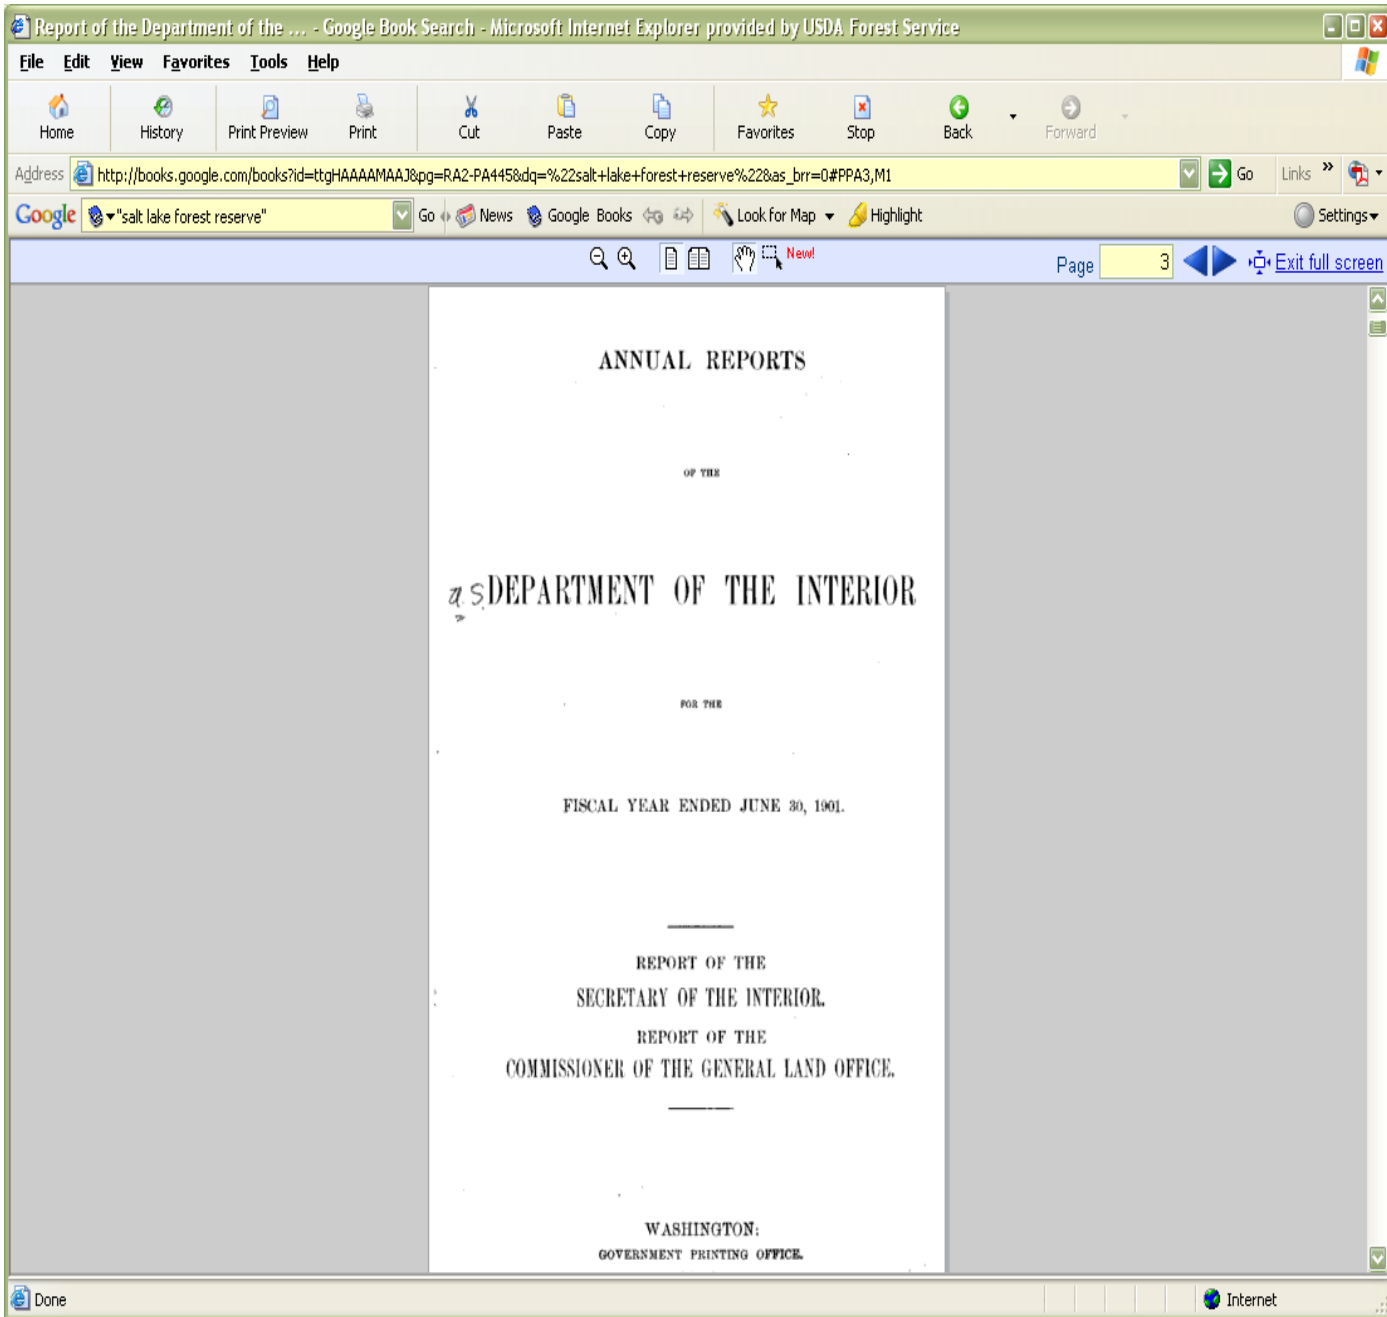 Report of the Department of the ... - Google Book Search - Microsoft Internet Explorer provided by USDA Forest Service
File Edit View Favorites Tools Help
Home History Print Preview Print Cut Paste Copy Favorites Stop Back Forward
Address http://books.google.com/books?id=ttgHAAAAMAAJ&pg=RA2-PA445&dq=%22salt+lake+forest+reserve%22&as_brr=0#PPA3,M1 Go Links »
Google "salt lake forest reserve" Go News Google Books Look for Map Highlight Settings
New! Page 3 Exit full screen
ANNUAL REPORTS
OF THE
a.s. DEPARTMENT OF THE INTERIOR
FOR THE
FISCAL YEAR ENDED JUNE 30, 1901.
REPORT OF THE
SECRETARY OF THE INTERIOR.
REPORT OF THE
COMMISSIONER OF THE GENERAL LAND OFFICE.
WASHINGTON:
GOVERNMENT PRINTING OFFICE.
Done Internet